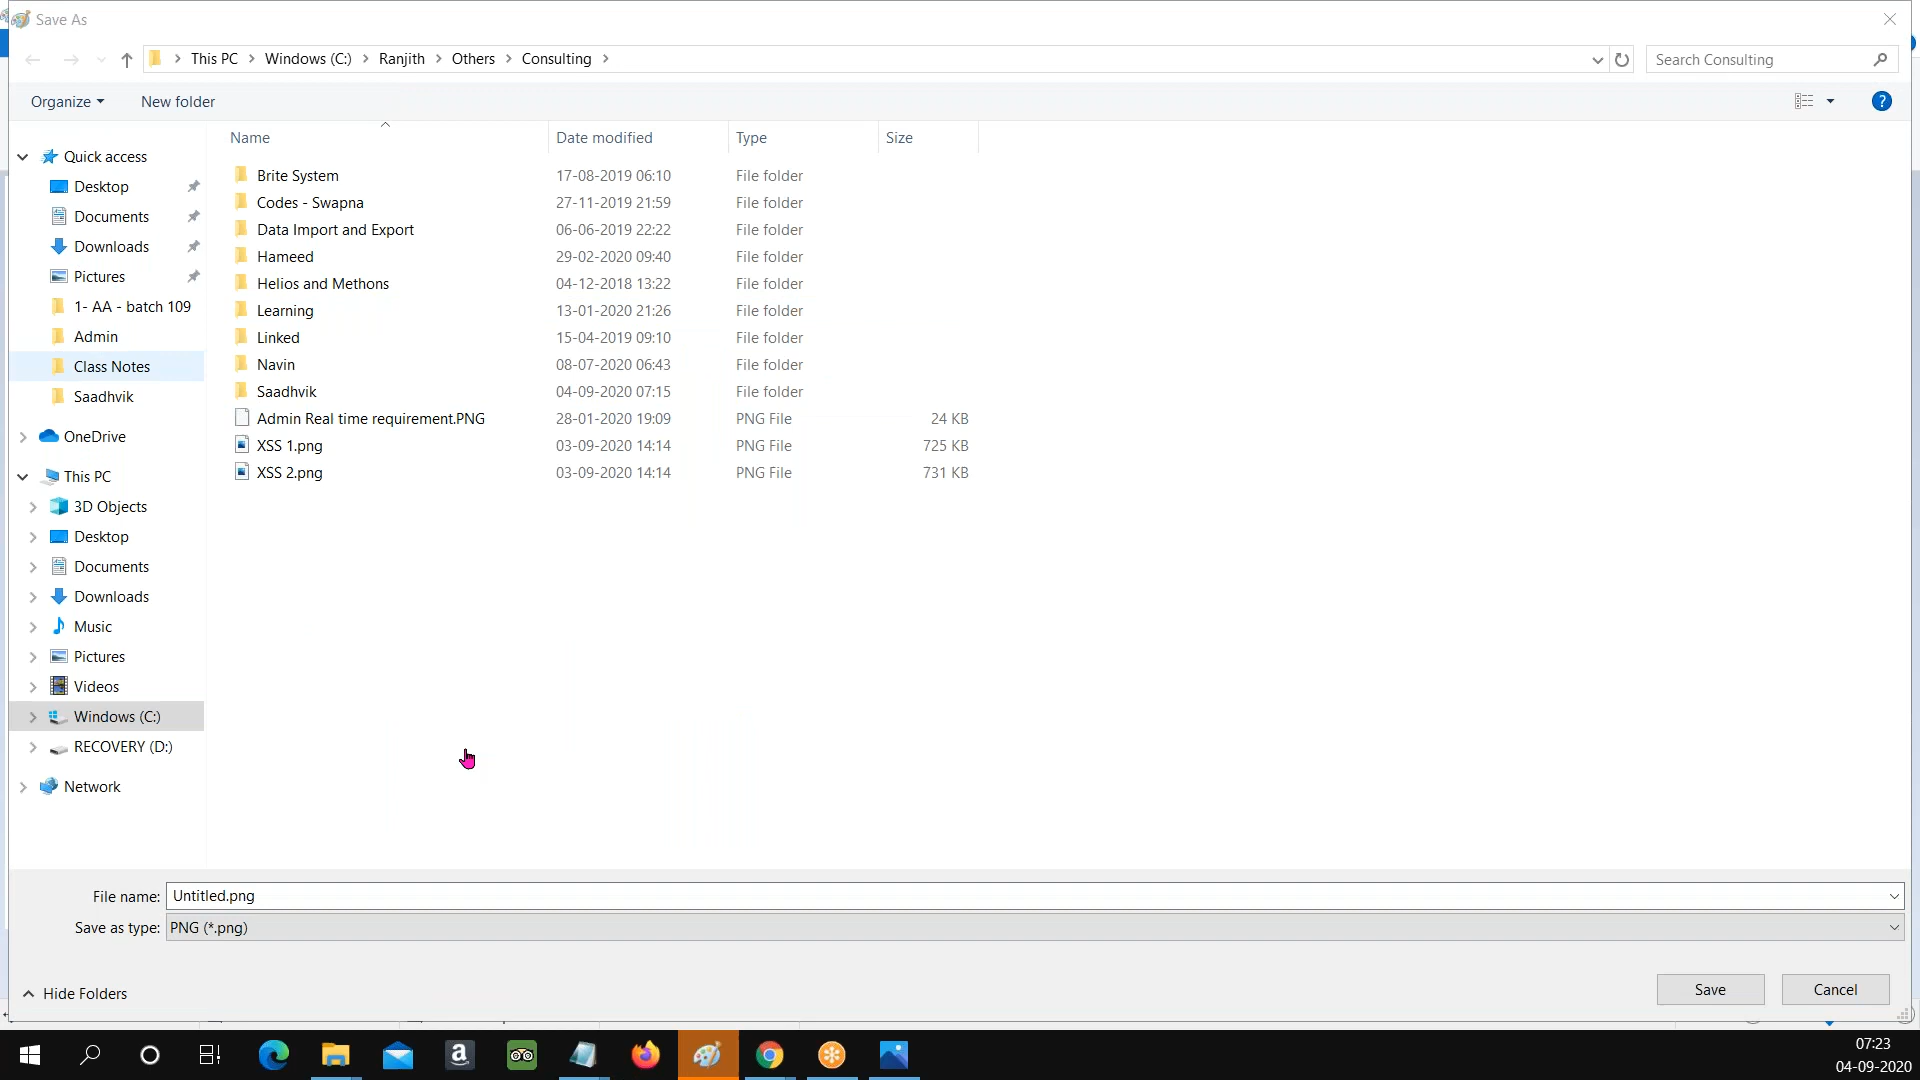 Save As
This PC > Windows (C:) > Ranjith > Others > Consulting >
Search Consulting
Organize
New folder
?
Name Date modified Type Size
Quick access
Desktop
Documents
Downloads
Pictures
1- AA - batch 109
Admin
Class Notes
Saadhvik
OneDrive
This PC
3D Objects
Desktop
Documents
Downloads
Music
Pictures
Videos
Windows (C:)
RECOVERY (D:)
Network
Brite System 17-08-2019 06:10 File folder
Codes - Swapna 27-11-2019 21:59 File folder
Data Import and Export 06-06-2019 22:22 File folder
Hameed 29-02-2020 09:40 File folder
Helios and Methons 04-12-2018 13:22 File folder
Learning 13-01-2020 21:26 File folder
Linked 15-04-2019 09:10 File folder
Navin 08-07-2020 06:43 File folder
Saadhvik 04-09-2020 07:15 File folder
Admin Real time requirement.PNG 28-01-2020 19:09 PNG File 24 KB
XSS 1.png 03-09-2020 14:14 PNG File 725 KB
XSS 2.png 03-09-2020 14:14 PNG File 731 KB
File name: Untitled.png
Save as type: PNG (*.png)
Hide Folders
Save
Cancel
a
07:23
04-09-2020